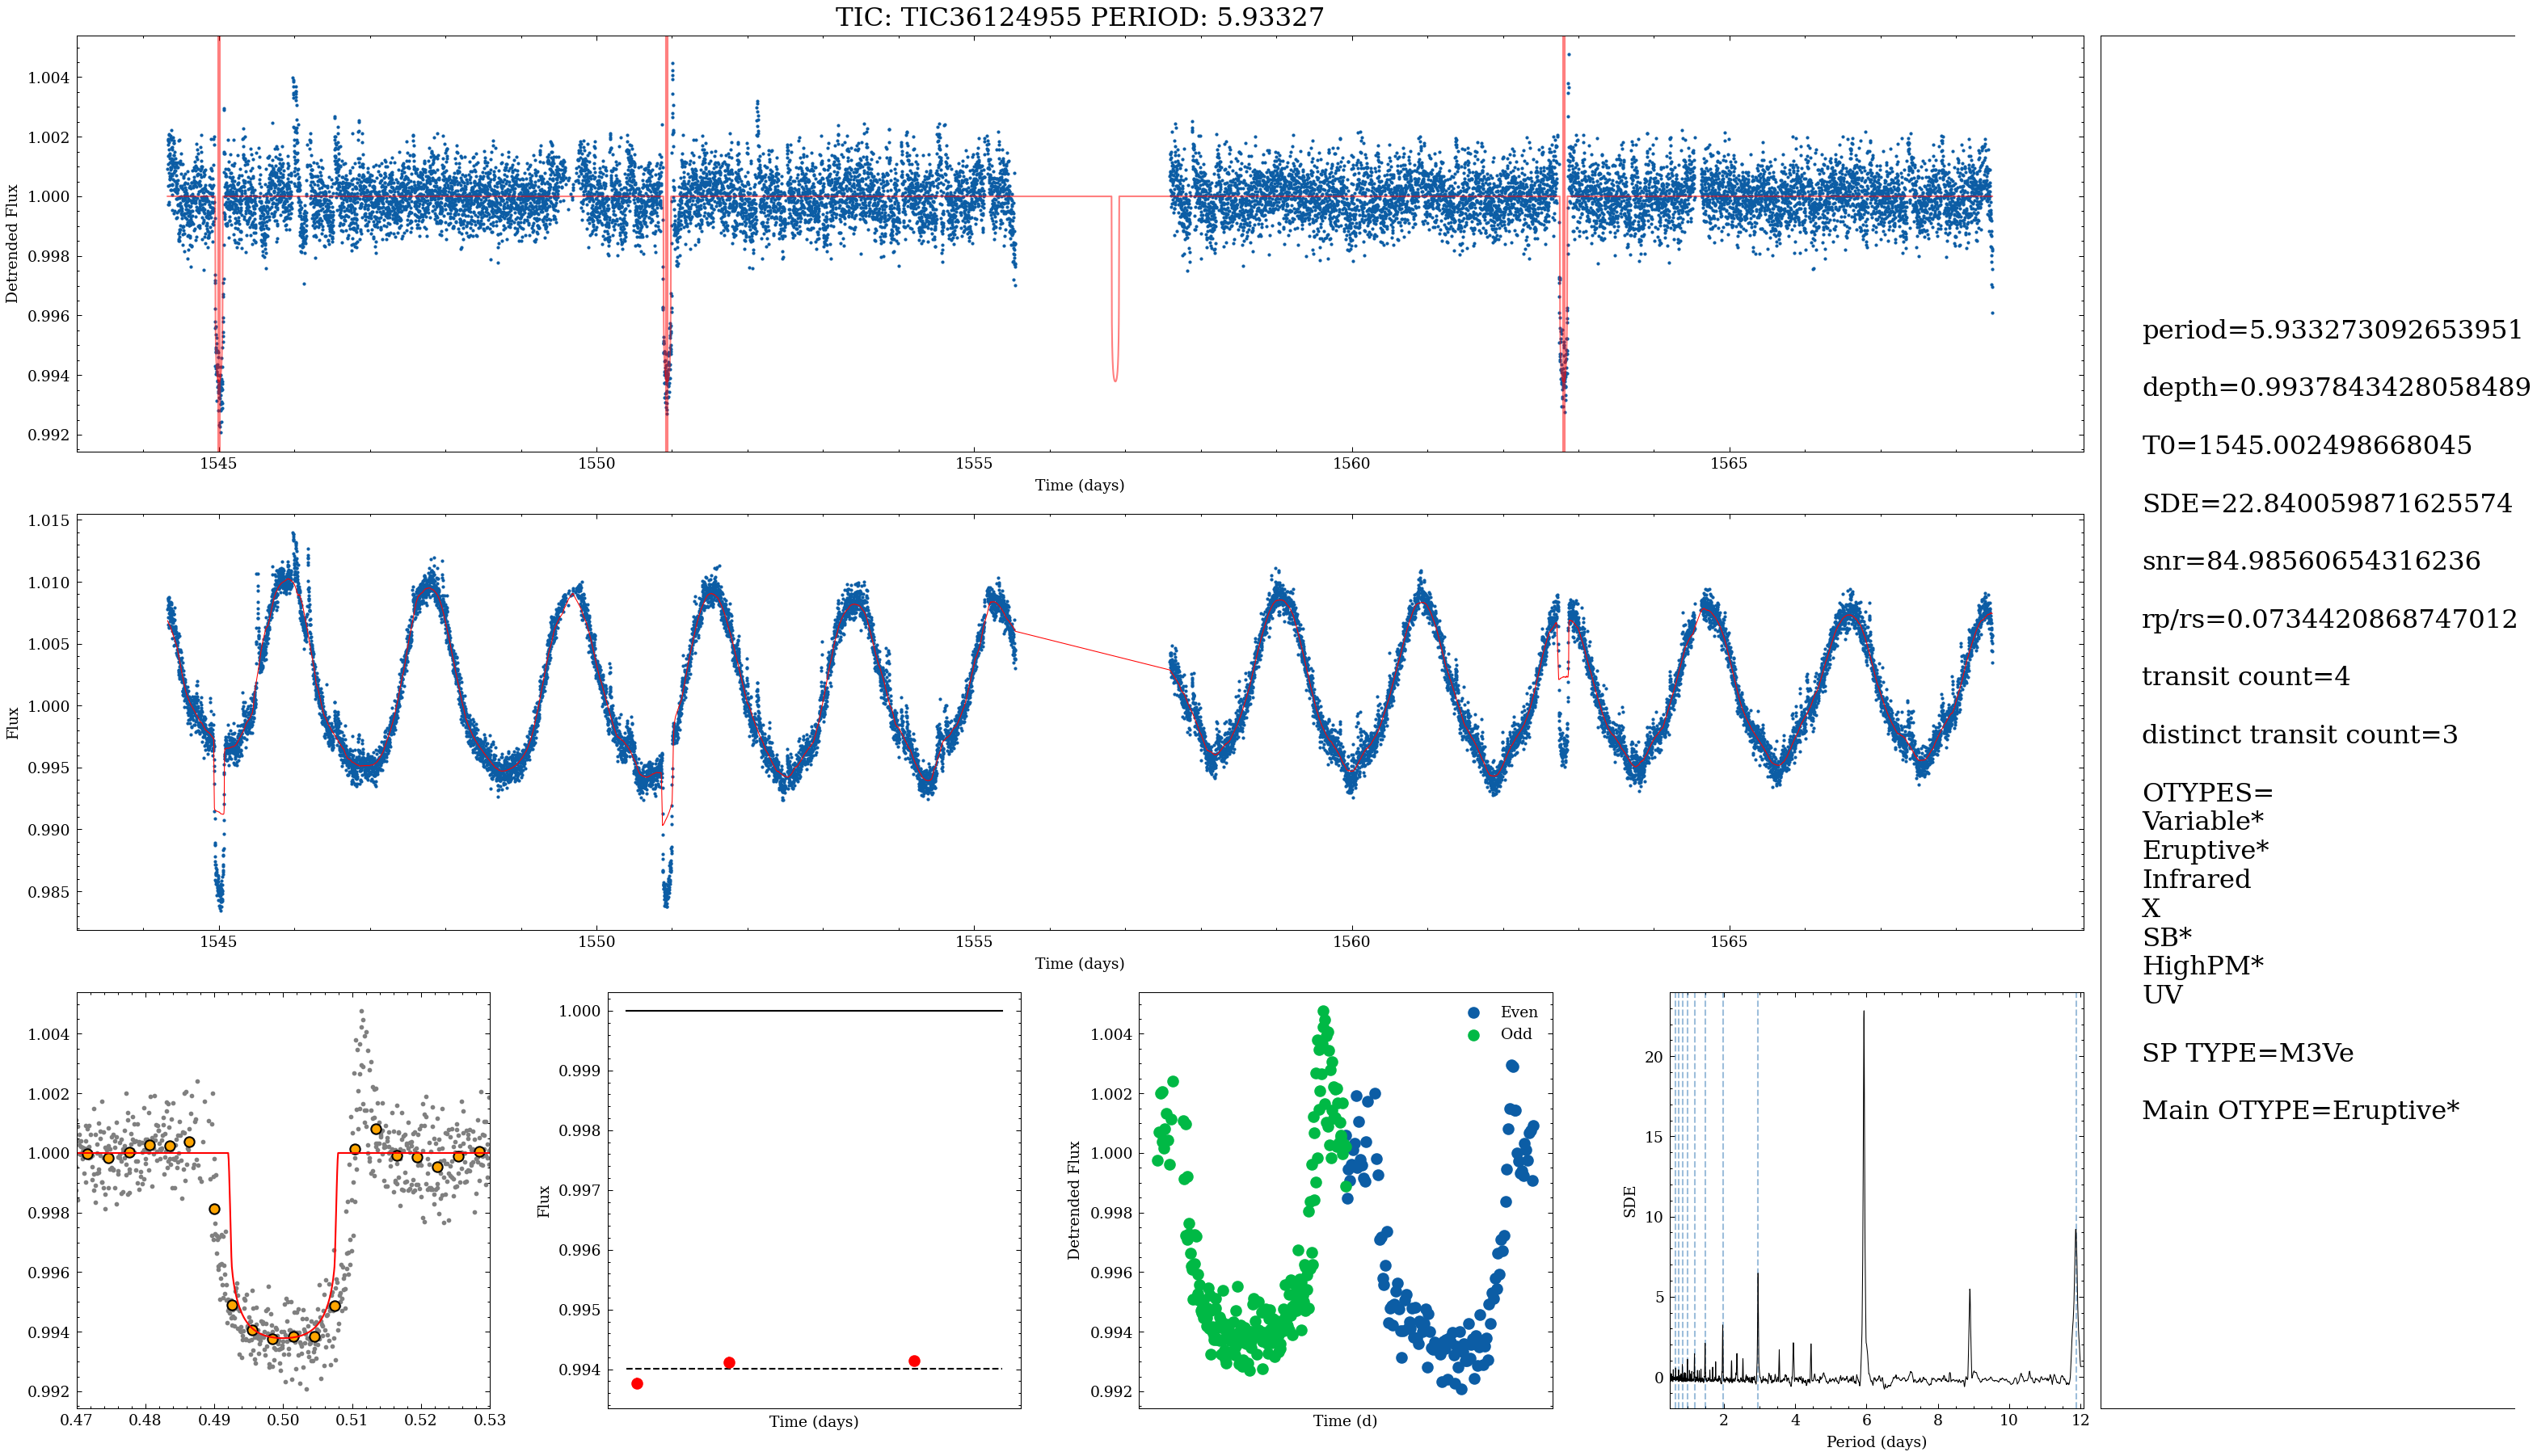 TIC: TIC36124955 PERIOD: 5.93327
1.004
1.002
1.000
0.998
0.996
0.994
0.992
Detrended Flux
1545
1550
1555
1560
1565
Time (days)
1.015
1.010
1.005
1.000
0.995
0.990
0.985
Flux
1545
1550
1555
1560
1565
Time (days)
1.004
1.002
1.000
0.998
0.996
0.994
0.992
0.47
0.48
0.49
0.50
0.51
0.52
0.53
1.000
0.999
0.998
0.997
0.996
0.995
0.994
Flux
Time (days)
1.004
1.002
1.000
0.998
0.996
0.994
0.992
Detrended Flux
Even
Odd
Time (d)
20
15
10
5
0
SDE
2
4
6
8
10
12
Period (days)
period=5.933273092653951
depth=0.9937843428058489
T0=1545.002498668045
SDE=22.840059871625574
snr=84.98560654316236
rp/rs=0.0734420868747012
transit count=4
distinct transit count=3
OTYPES=
Variable*
Eruptive*
Infrared
X
SB*
HighPM*
UV
SP TYPE=M3Ve
Main OTYPE=Eruptive*